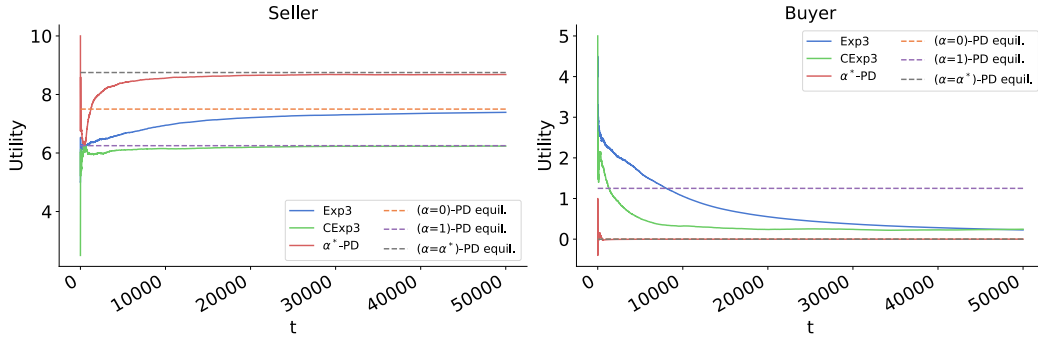 Seller
Utility
10
8
6
4
Exp3
CExp3
α*-PD
(α=0)-PD equil.
(α=1)-PD equil.
(α=α*)-PD equil.
0
10000
20000
30000
40000
50000
t
Buyer
Utility
5
4
3
2
1
0
Exp3
CExp3
α*-PD
(α=0)-PD equil.
(α=1)-PD equil.
(α=α*)-PD equil.
0
10000
20000
30000
40000
50000
t